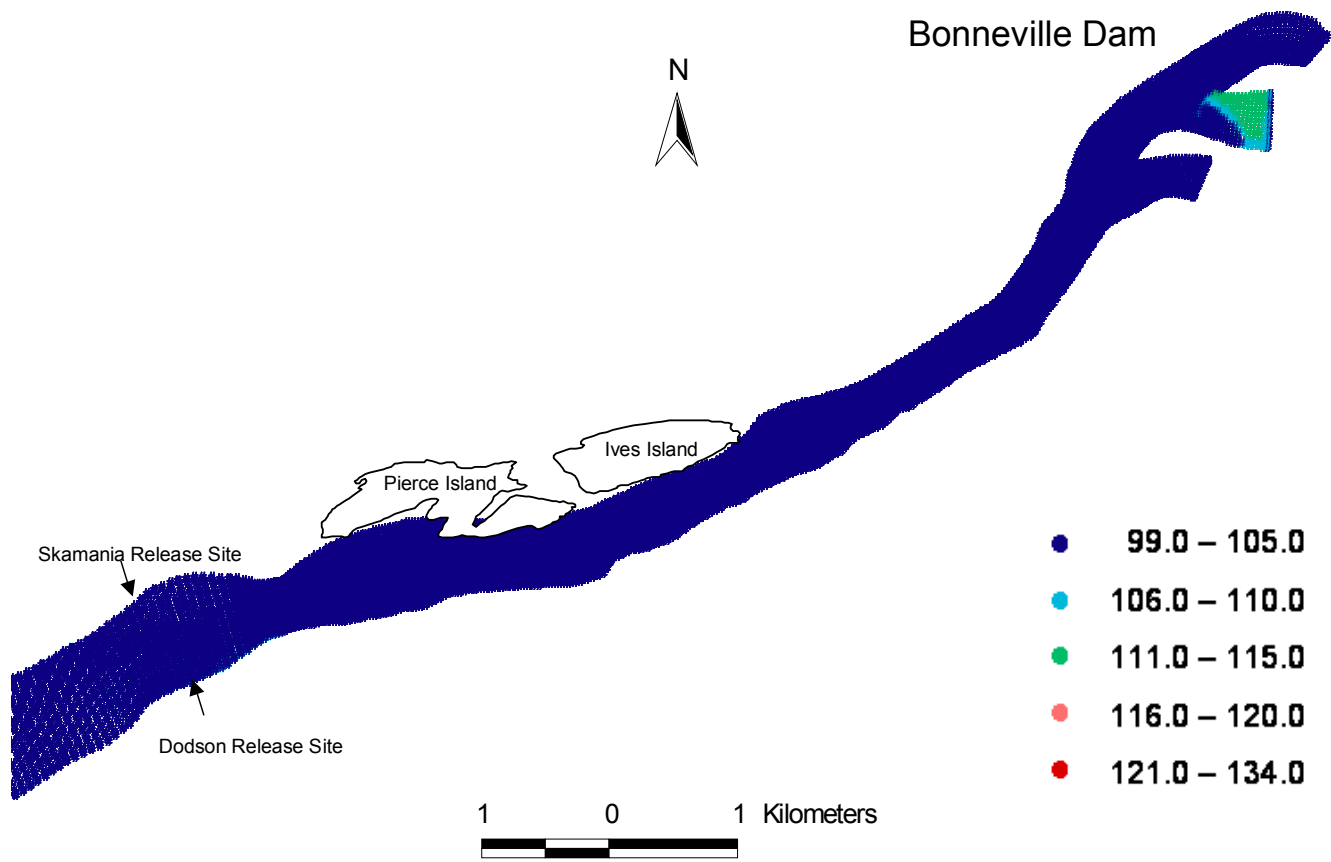 Bonneville Dam
N
Ives Island
Pierce Island
Skamania Release Site
Dodson Release Site
99.0 – 105.0
106.0 – 110.0
111.0 – 115.0
116.0 – 120.0
121.0 – 134.0
1 0 1 Kilometers